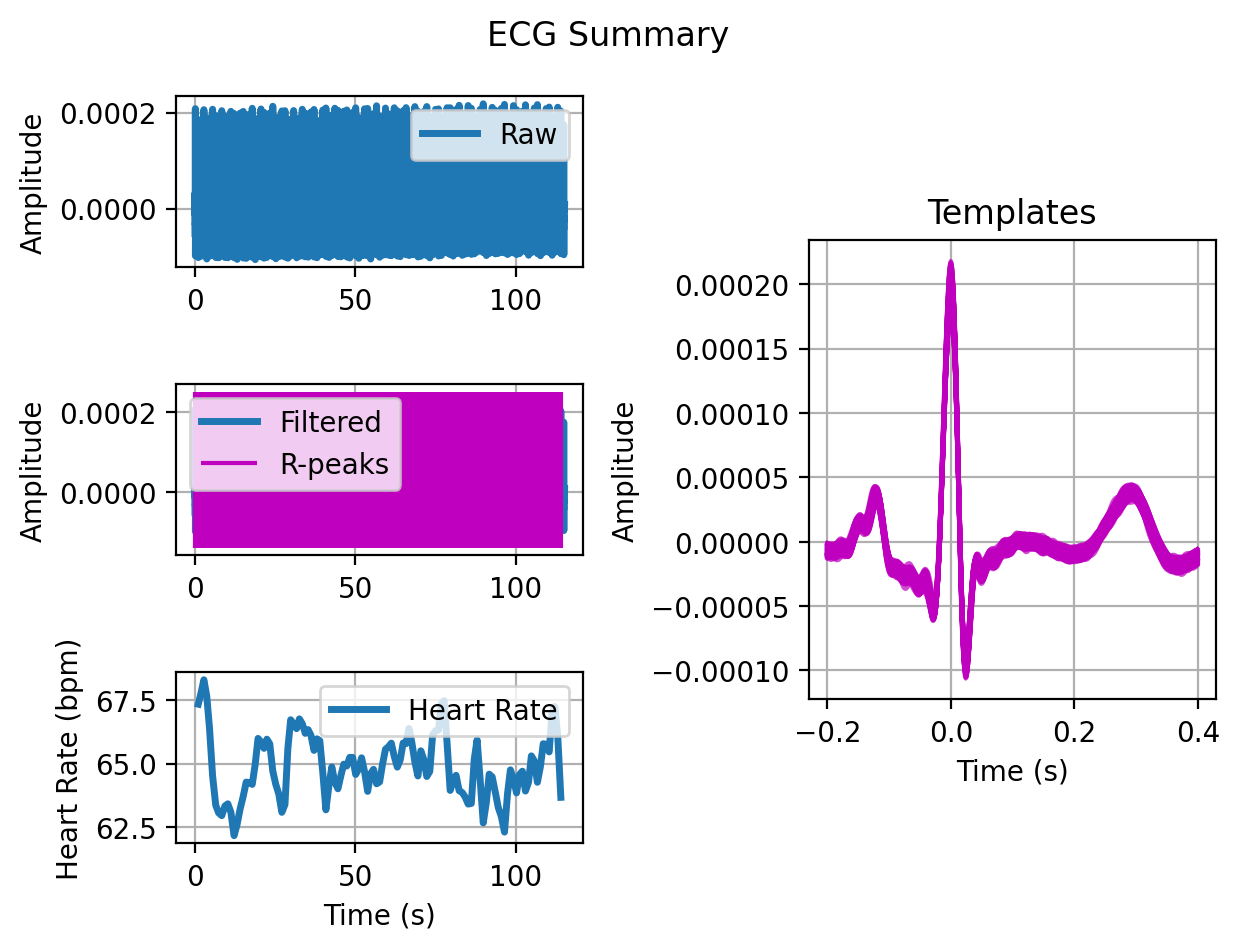 ECG Summary
Amplitude
0.0002
0.0000
Raw
0
50
100
Amplitude
0.0002
0.0000
Filtered
R-peaks
0
50
100
Heart Rate (bpm)
67.5
65.0
62.5
Heart Rate
0
50
100
Time (s)
Templates
Amplitude
0.00020
0.00015
0.00010
0.00005
0.00000
−0.00005
−0.00010
−0.2
0.0
0.2
0.4
Time (s)